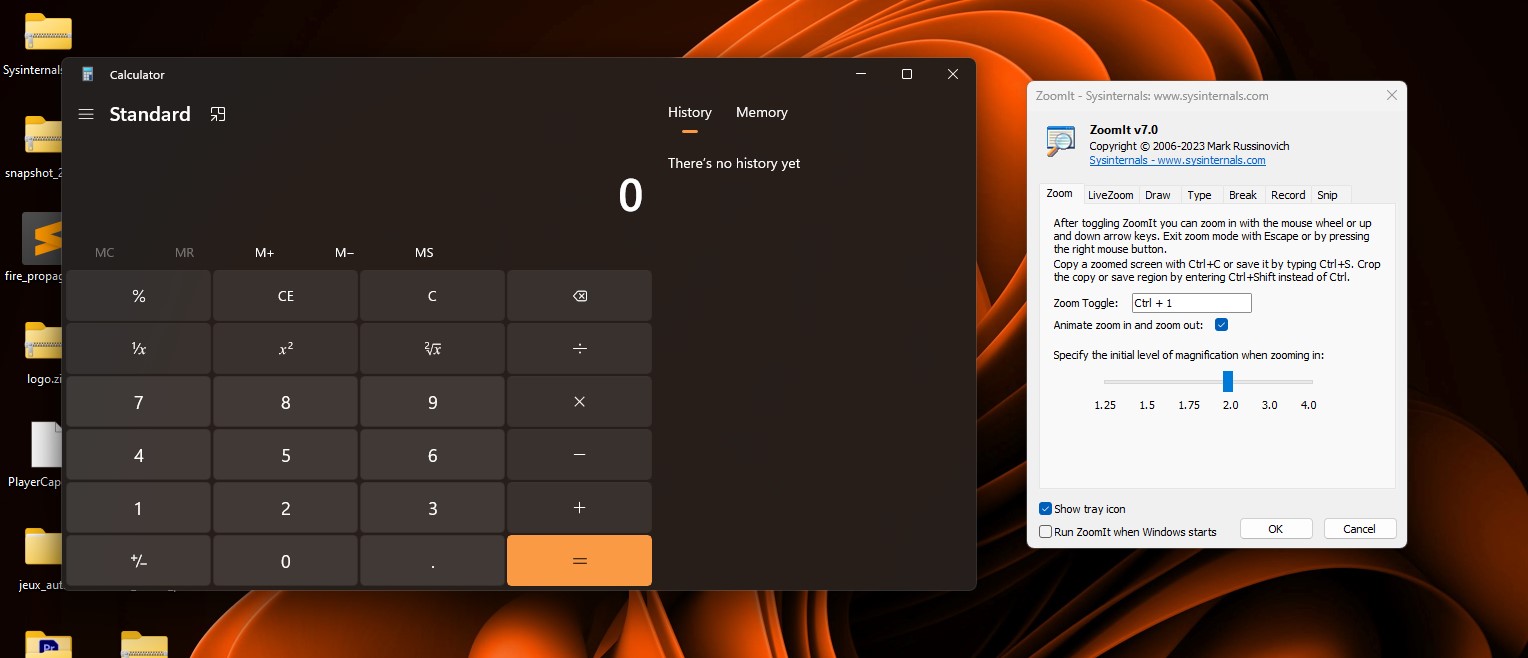 Sysinternals
snapshot_2
fire_propag
logo.zi
PlayerCap
jeux_aut
Pr
Calculator
Standard
0
MC MR M+ M− MS
% CE C
¹/x x² ²√x ÷
7 8 9 ×
4 5 6 −
1 2 3 +
+/− 0 . =
History Memory
There's no history yet
ZoomIt - Sysinternals: www.sysinternals.com
ZoomIt v7.0
Copyright © 2006-2023 Mark Russinovich
Sysinternals - www.sysinternals.com
Zoom LiveZoom Draw Type Break Record Snip
After toggling ZoomIt you can zoom in with the mouse wheel or up
and down arrow keys. Exit zoom mode with Escape or by pressing
the right mouse button.
Copy a zoomed screen with Ctrl+C or save it by typing Ctrl+S. Crop
the copy or save region by entering Ctrl+Shift instead of Ctrl.
Zoom Toggle: Ctrl + 1
Animate zoom in and zoom out:
Specify the initial level of magnification when zooming in:
1.25 1.5 1.75 2.0 3.0 4.0
Show tray icon
Run ZoomIt when Windows starts
OK Cancel